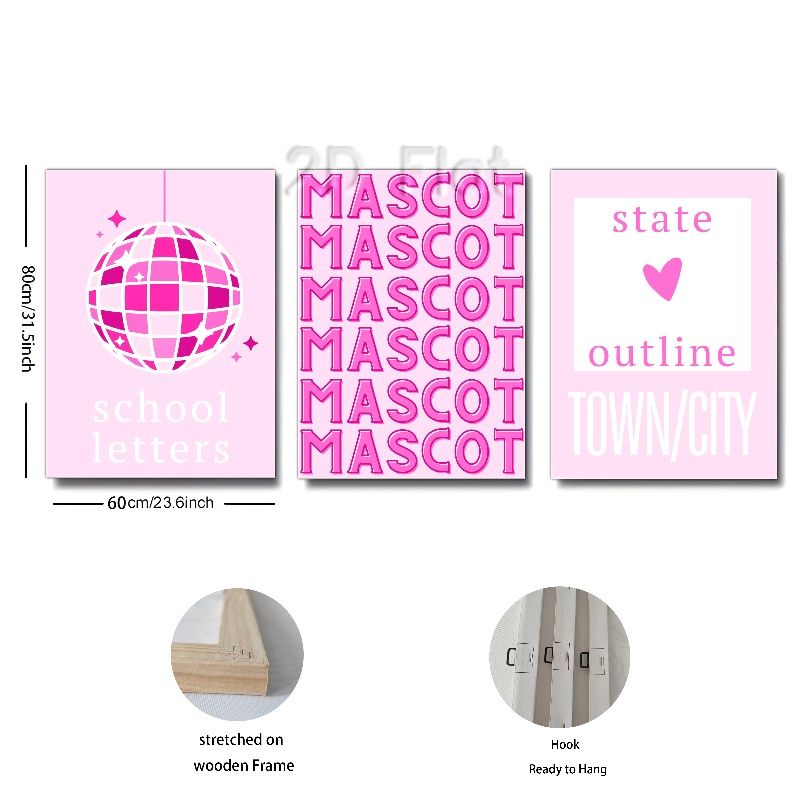 2D Flat
80cm/31.5inch
school
letters
60cm/23.6inch
MASCOT
MASCOT
MASCOT
MASCOT
MASCOT
MASCOT
state
outline
TOWN/CITY
stretched on
wooden Frame
Hook
Ready to Hang